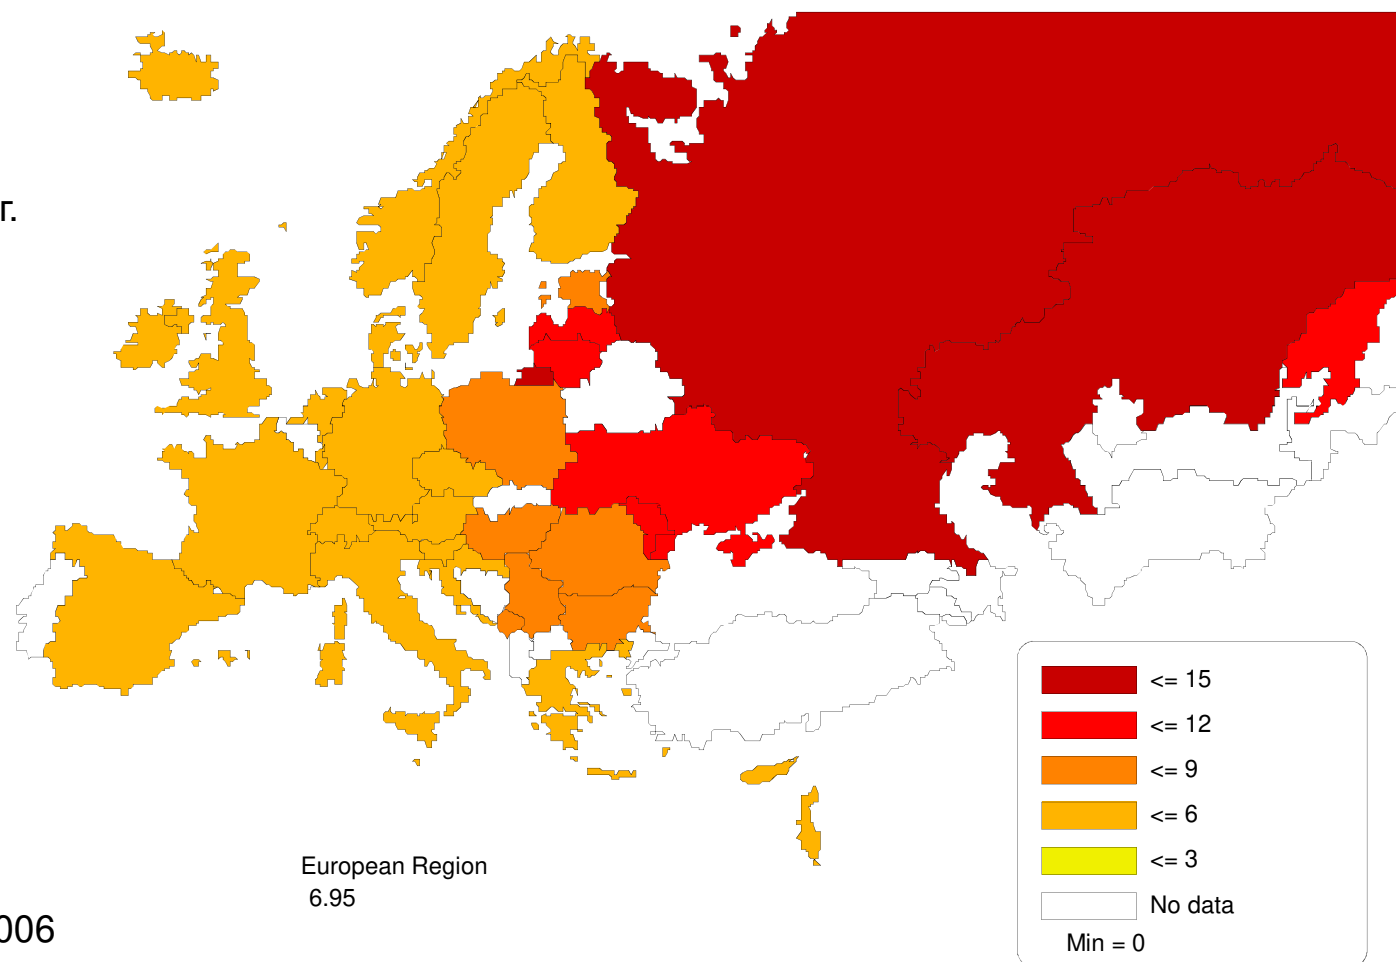 г.
<= 15
<= 12
<= 9
<= 6
<= 3
No data
Min = 0
European Region
6.95
006